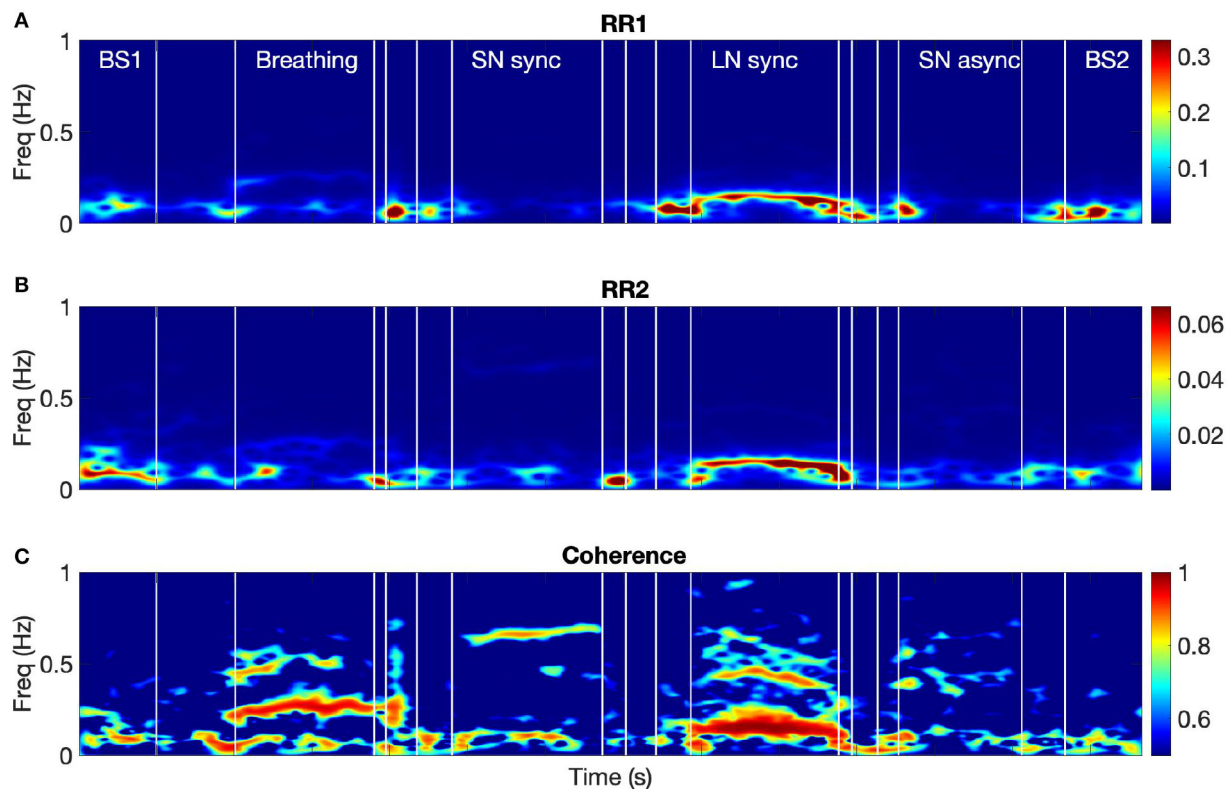 A
RR1
1
BS1
Breathing
SN sync
LN sync
SN async
BS2
0.3
Freq (Hz)
0.5
0.2
0.1
0
B
RR2
1
0.06
Freq (Hz)
0.5
0.04
0.02
0
C
Coherence
1
1
Freq (Hz)
0.5
0.8
0.6
0
Time (s)